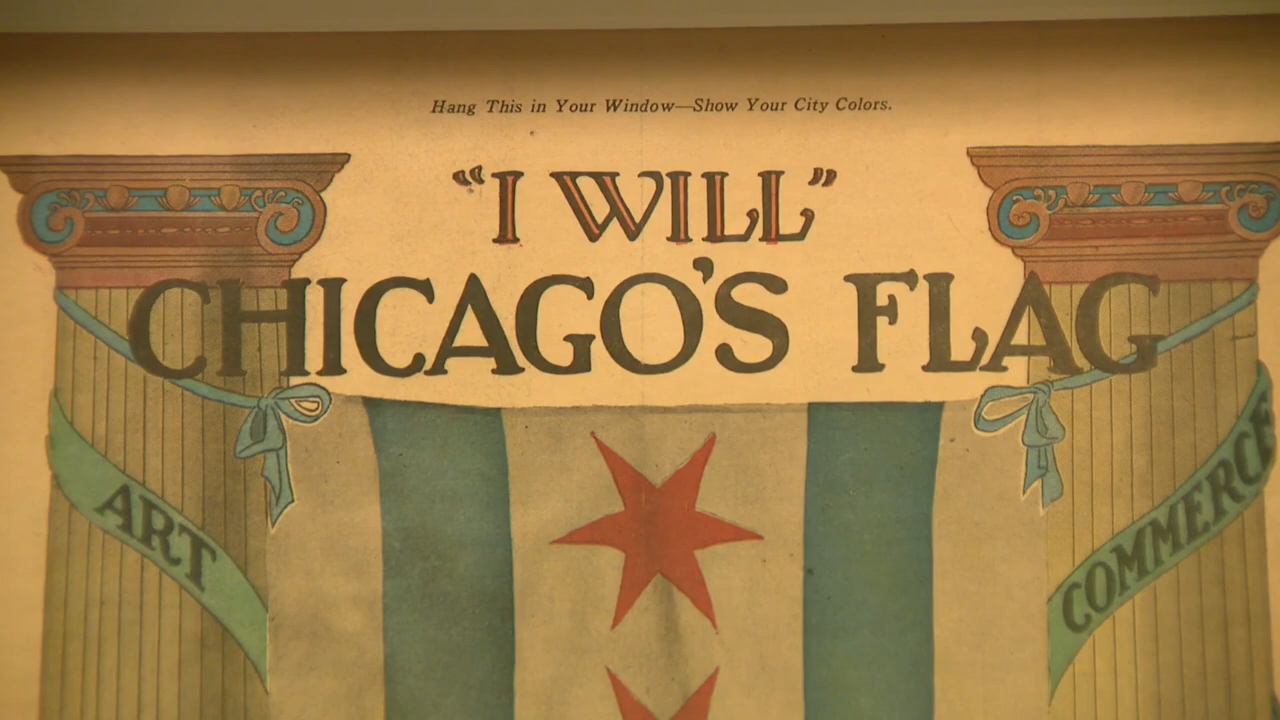 Hang This in Your Window—Show Your City Colors.
“I WILL”
CHICAGO'S FLAG
ART
COMMERCE